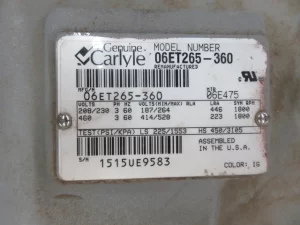 Genuine
Carlyle
MODEL NUMBER
06ET265-360
REMANUFACTURED
06ET265-360
06E475
VOLTS PH HZ VOLTS(MIN/MAX) RLA LRA SYN RPM
208/230 3 60 187/264 446 1800
460 3 60 414/528 223 1800
TEST(PSI/KPA) LS 225/1553 HS 450/3105
S/N
1515UE9583
ASSEMBLED
IN THE U.S.A.
COLOR: IG